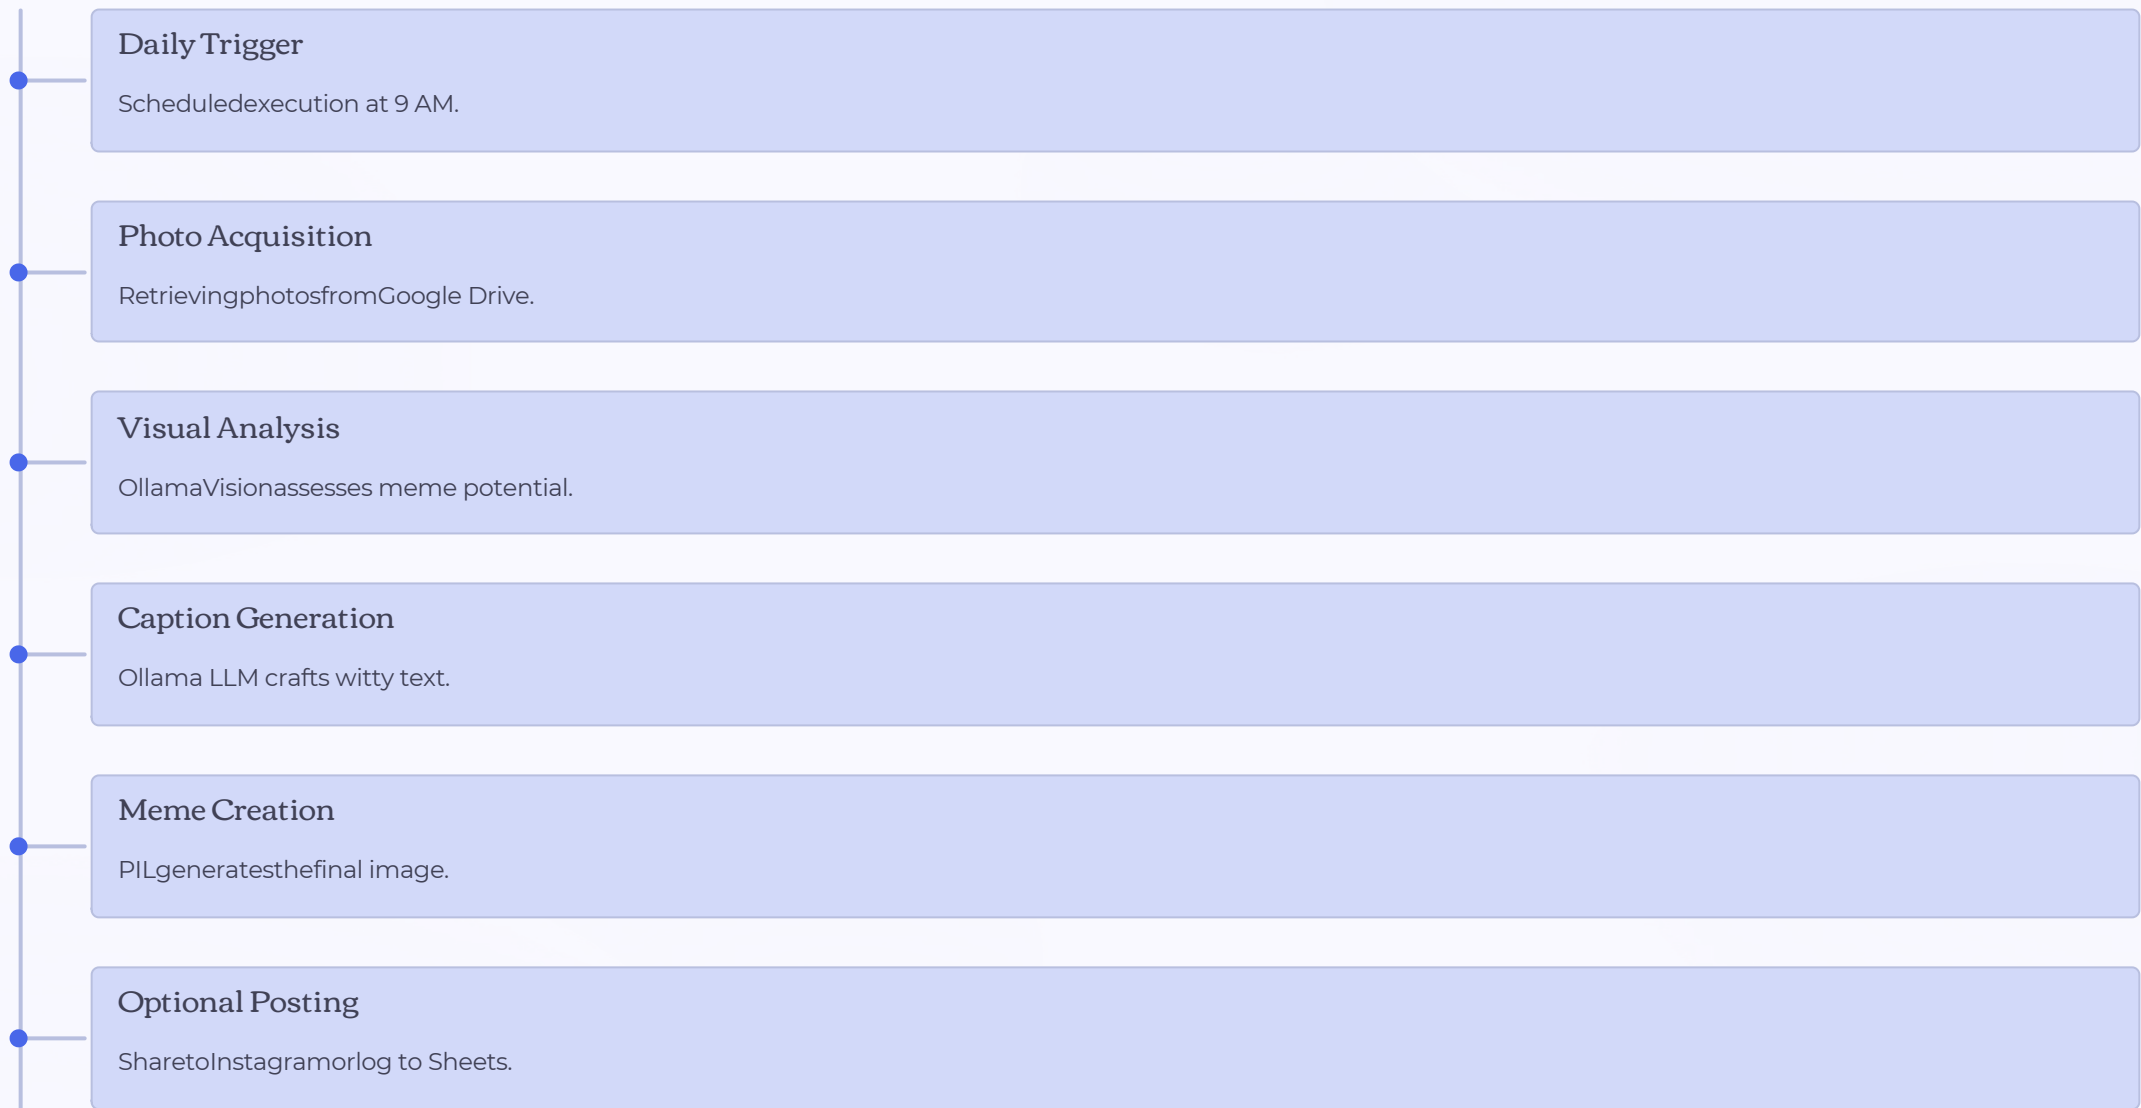 Daily Trigger
Scheduledexecution at 9 AM.
Photo Acquisition
RetrievingphotosfromGoogle Drive.
Visual Analysis
OllamaVisionassesses meme potential.
Caption Generation
Ollama LLM crafts witty text.
Meme Creation
PILgeneratesthefinal image.
Optional Posting
SharetoInstagramorlog to Sheets.